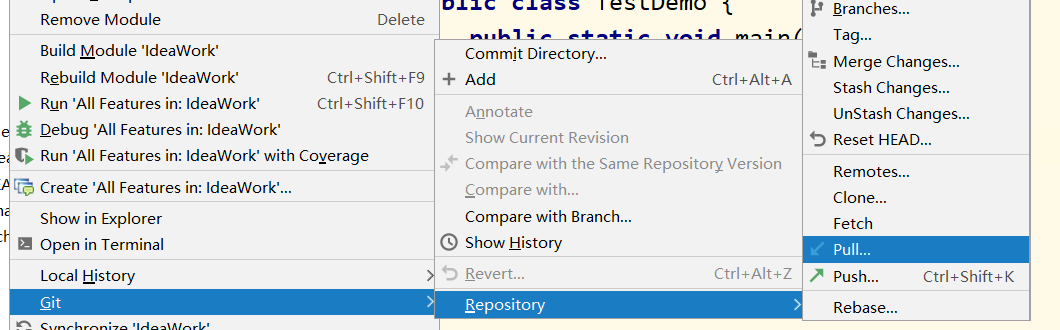 Remove Module Delete
Build Module 'IdeaWork'
Rebuild Module 'IdeaWork' Ctrl+Shift+F9
Run 'All Features in: IdeaWork' Ctrl+Shift+F10
Debug 'All Features in: IdeaWork'
Run 'All Features in: IdeaWork' with Coverage
Create 'All Features in: IdeaWork'...
Show in Explorer
Open in Terminal
Local History
Git
Synchronize 'IdeaWork'
blic class TestDemo {
public static void main(
Commit Directory...
Add Ctrl+Alt+A
Annotate
Show Current Revision
Compare with the Same Repository Version
Compare with...
Compare with Branch...
Show History
Revert... Ctrl+Alt+Z
Repository
Branches...
Tag...
Merge Changes...
Stash Changes...
UnStash Changes...
Reset HEAD...
Remotes...
Clone...
Fetch
Pull...
Push... Ctrl+Shift+K
Rebase...